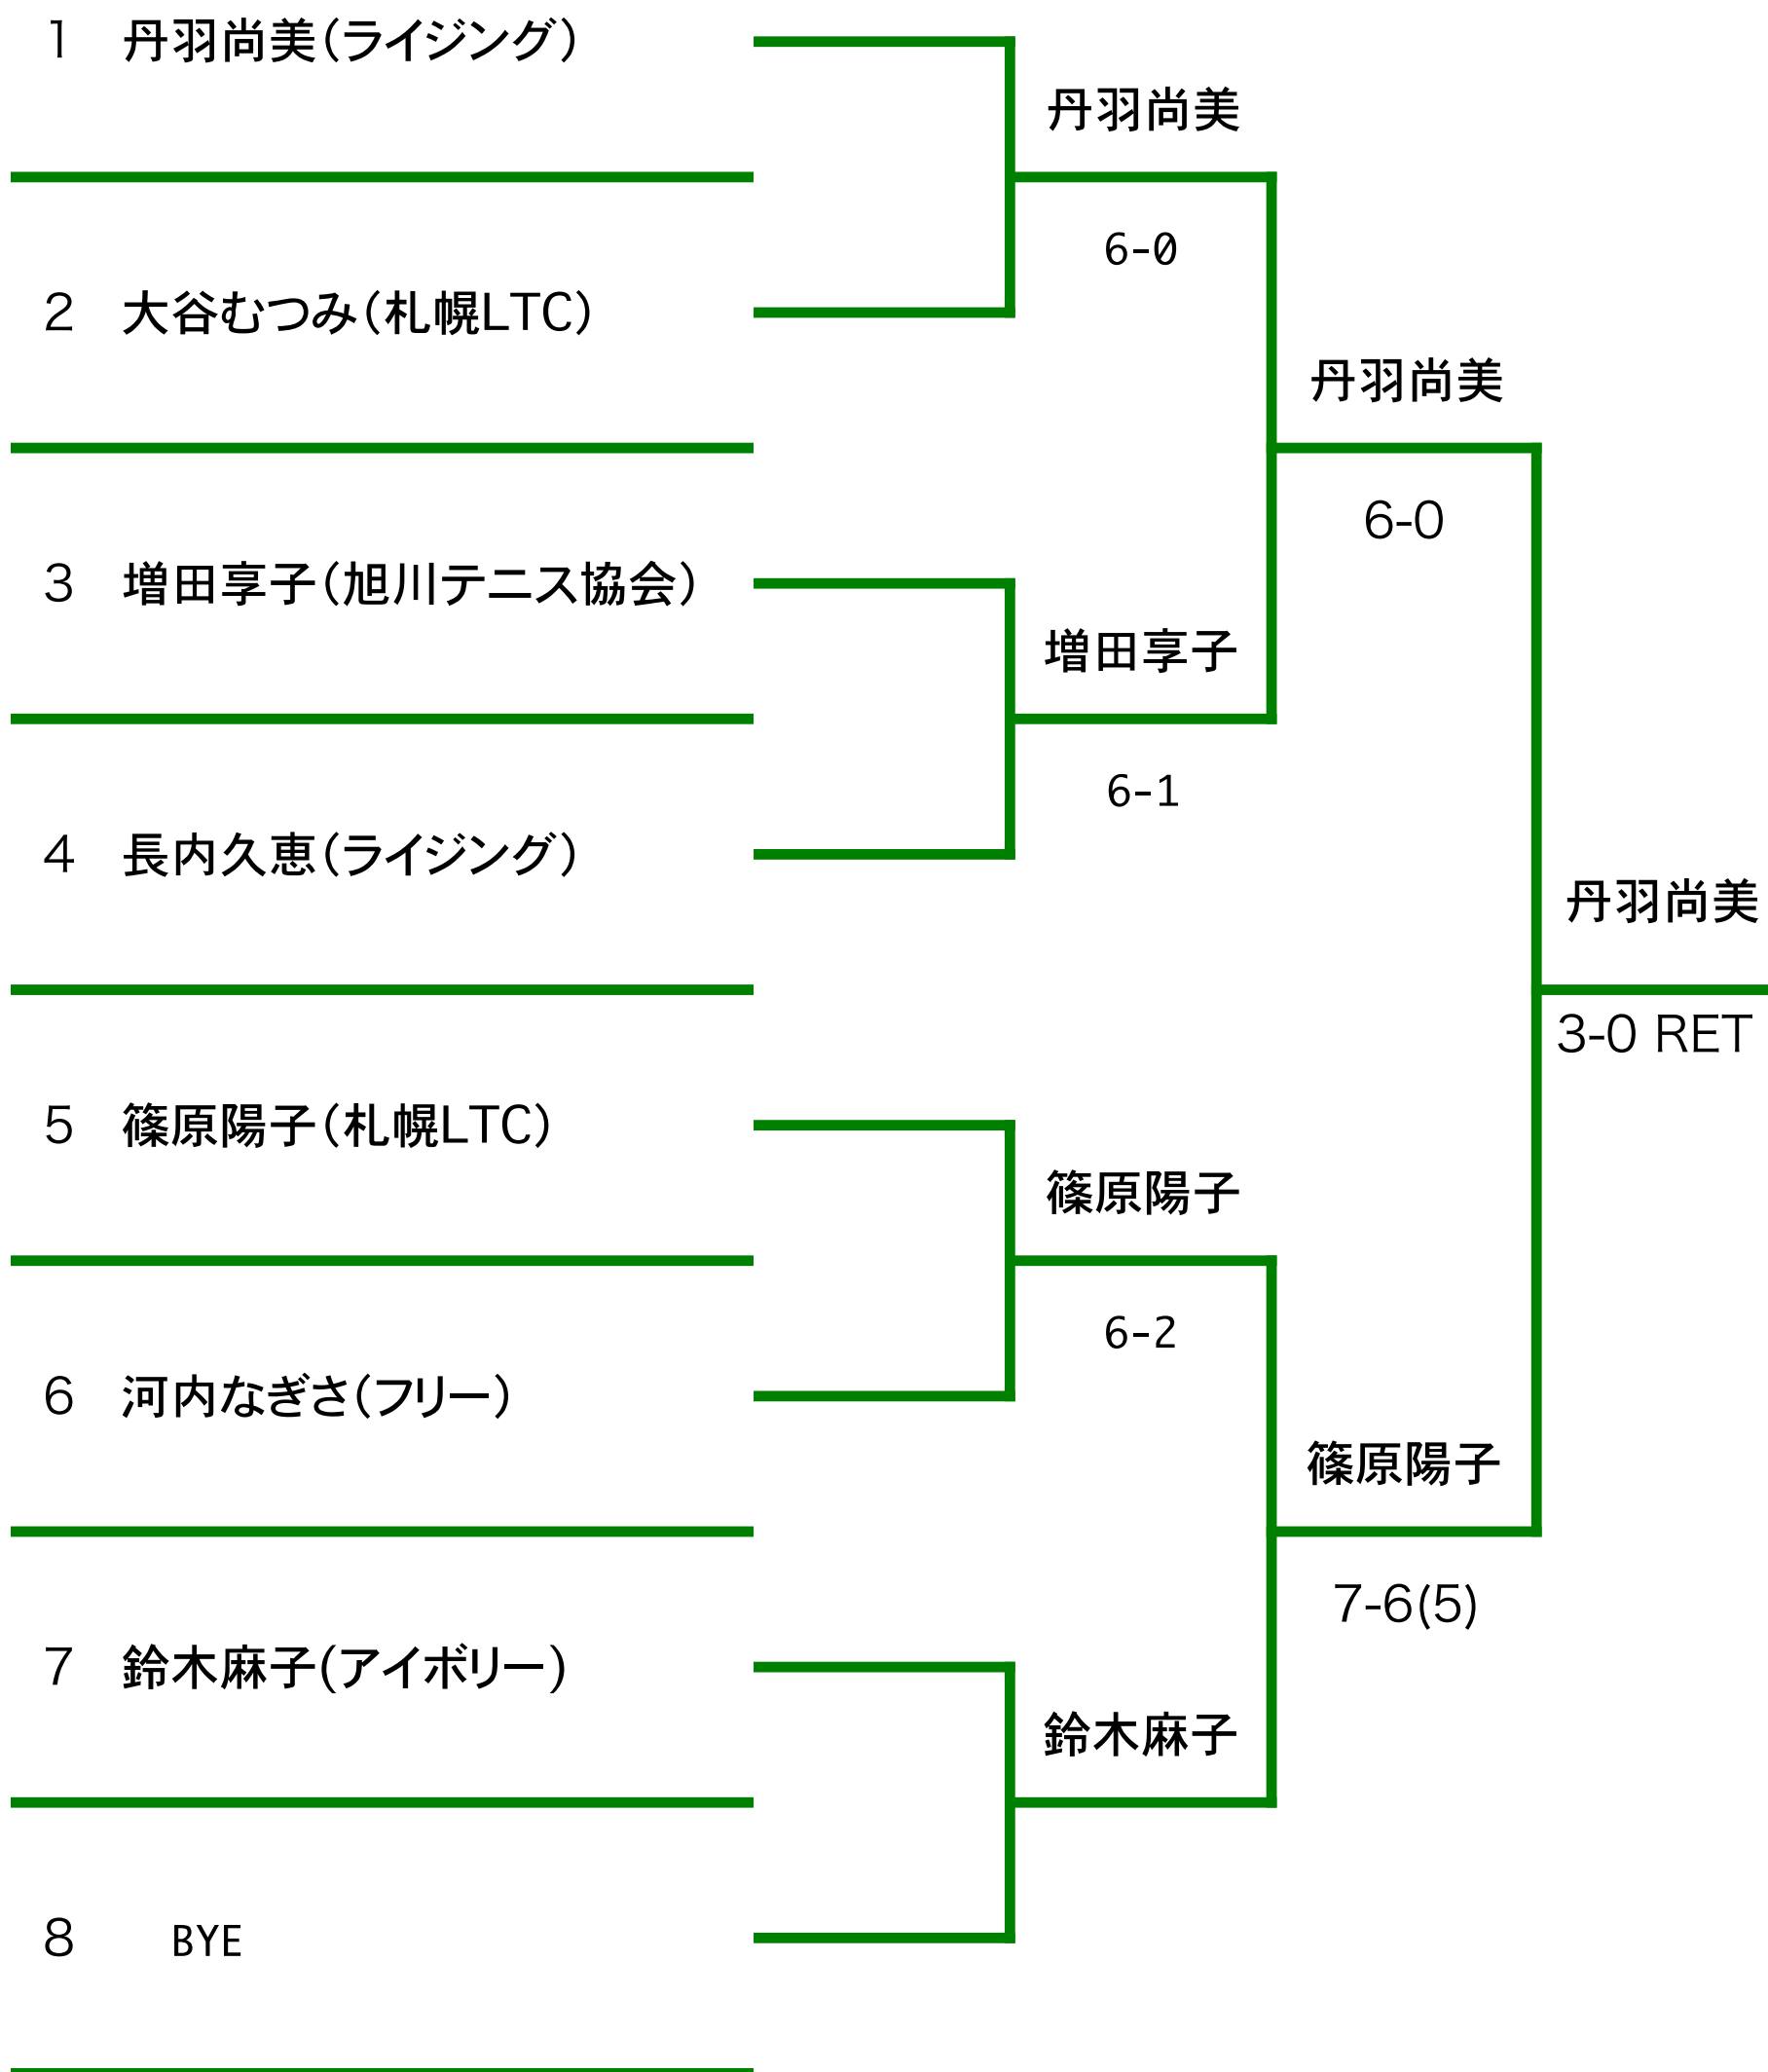 1 丹羽尚美(ライジング)
丹羽尚美
6-0
2 大谷むつみ(札幌LTC)
丹羽尚美
6-0
3 増田享子(旭川テニス協会)
増田享子
6-1
4 長内久恵(ライジング)
丹羽尚美
3-0 RET
5 篠原陽子(札幌LTC)
篠原陽子
6-2
6 河内なぎさ(フリー)
篠原陽子
7-6(5)
7 鈴木麻子(アイボリー)
鈴木麻子
8 BYE